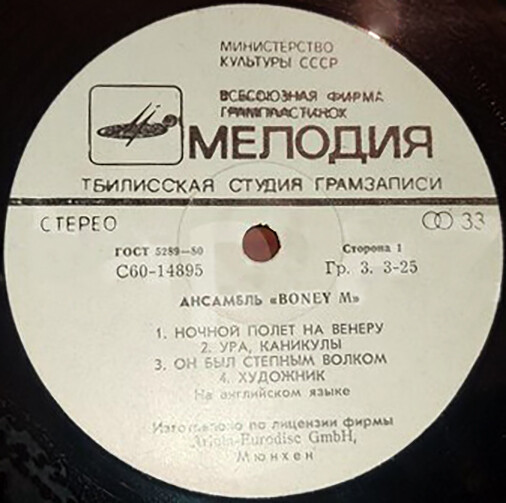 МИНИСТЕРСТВО
КУЛЬТУРЫ СССР
ВСЕСОЮЗНАЯ ФИРМА
ГРАМПЛАСТИНОК
МЕЛОДИЯ
ТБИЛИССКАЯ СТУДИЯ ГРАМЗАПИСИ
СТЕРЕО 33
ГОСТ 5289—80 Сторона 1
С60-14895 Гр. 3. 3-25
АНСАМБЛЬ «BONEY M»
1. НОЧНОЙ ПОЛЕТ НА ВЕНЕРУ
2. УРА, КАНИКУЛЫ
3. ОН БЫЛ СТЕПНЫМ ВОЛКОМ
4. ХУДОЖНИК
На английском языке
Изготовлено по лицензии фирмы
Ariola-Eurodisc GmbH,
Мюнхен